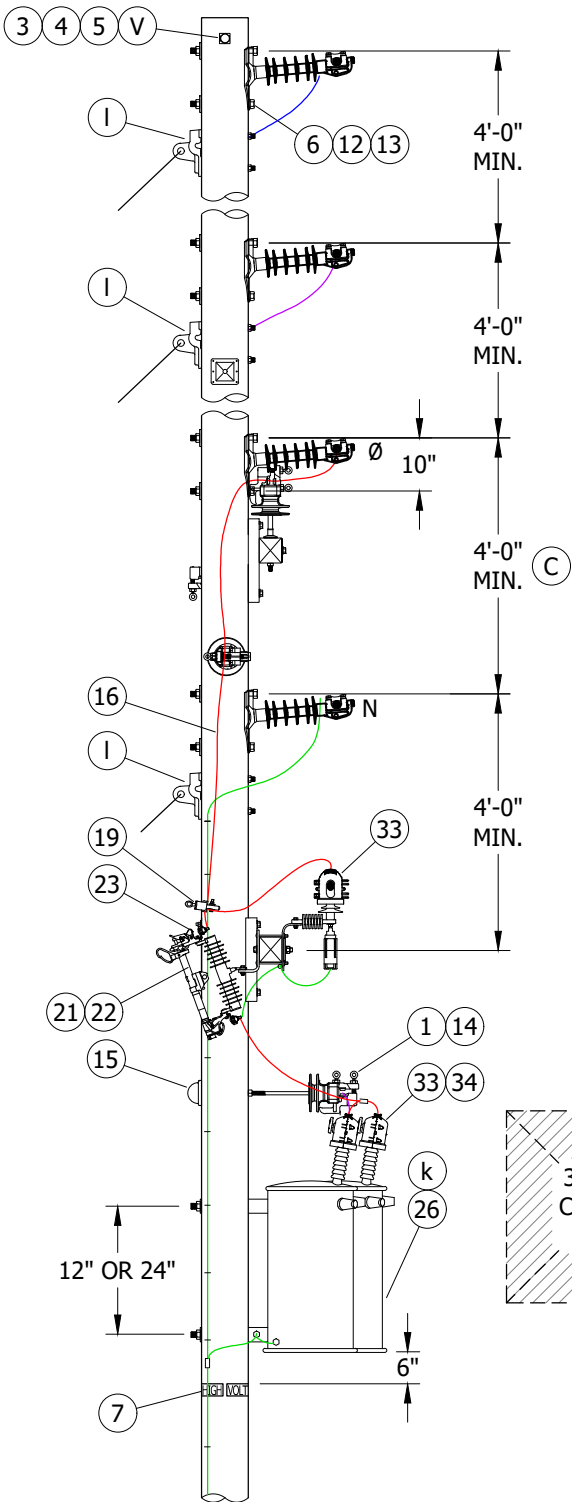 3 4 5 V
I
6 12 13
4'-0"
MIN.
I
4'-0"
MIN.
Ø
10"
4'-0"
MIN.
C
16
N
I
4'-0"
MIN.
33
19
23
21 22
1 14
15
33 34
k
26
3
C
12" OR 24"
6"
7
HIGH VOLT